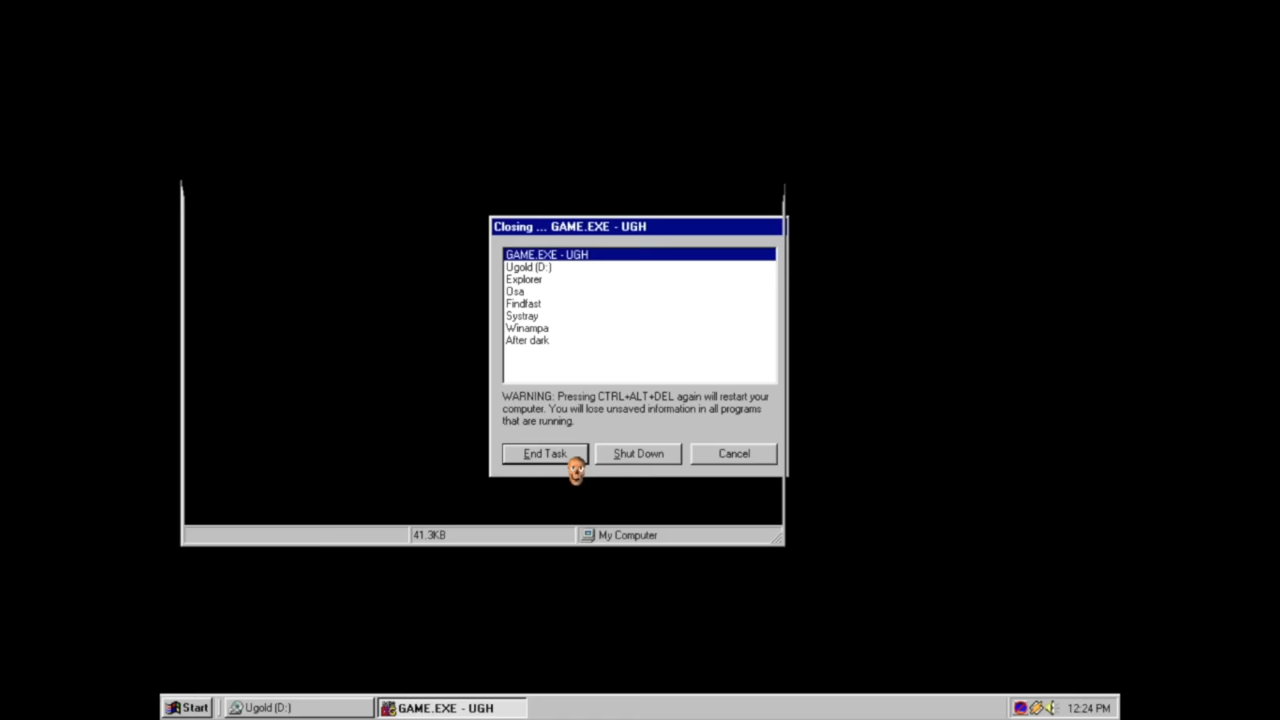 Closing ... GAME.EXE - UGH
GAME.EXE - UGH
Ugold (D:)
Explorer
Osa
Findfast
Systray
Winampa
After dark
WARNING: Pressing CTRL+ALT+DEL again will restart your
computer. You will lose unsaved information in all programs
that are running.
End Task Shut Down Cancel
41.3KB My Computer
Start Ugold (D:) GAME.EXE - UGH 12:24 PM